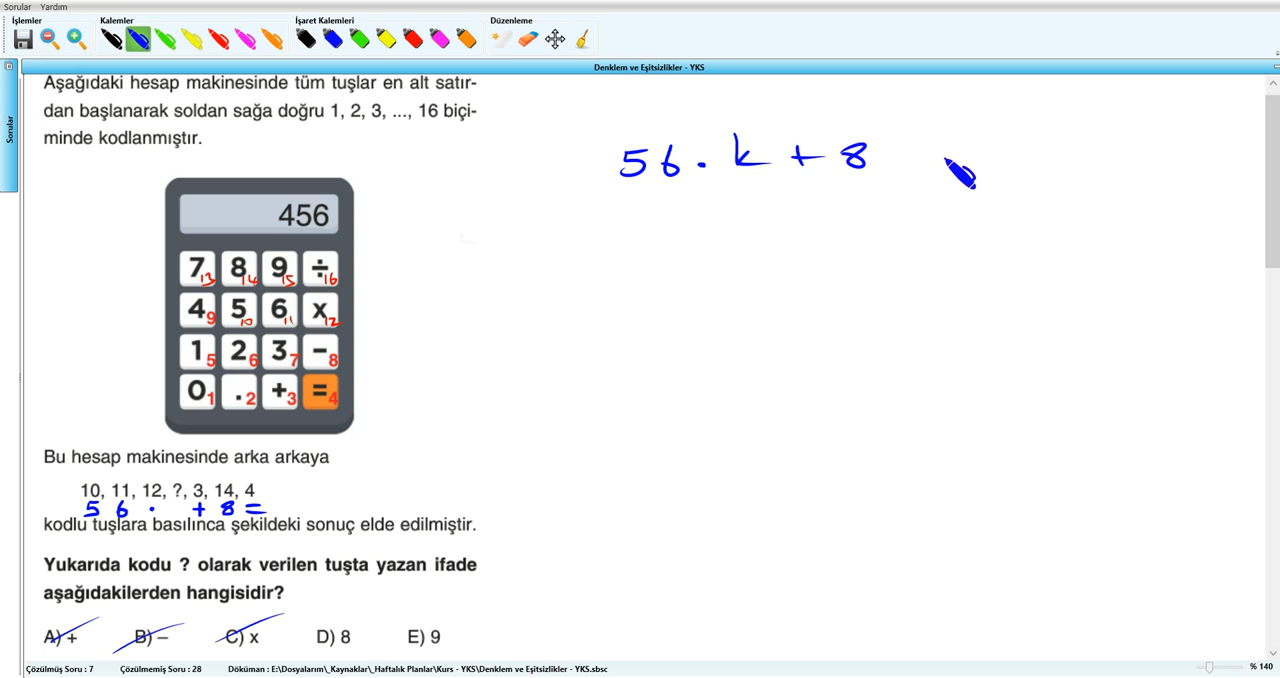 Sorular Yardım
İşlemler Kalemler İşaret Kalemleri Düzenleme
Denklem ve Eşitsizlikler - YKS
Sorular
Aşağıdaki hesap makinesinde tüm tuşlar en alt satır-
dan başlanarak soldan sağa doğru 1, 2, 3, ..., 16 biçi-
minde kodlanmıştır.
56 . k + 8
456
7 13 8 14 9 15 ÷ 16
4 9 5 10 6 11 x 12
1 5 2 6 3 7 – 8
0 1 . 2 + 3 = 4
Bu hesap makinesinde arka arkaya
10, 11, 12, ?, 3, 14, 4
5 6 . + 8 =
kodlu tuşlara basılınca şekildeki sonuç elde edilmiştir.
Yukarıda kodu ? olarak verilen tuşta yazan ifade
aşağıdakilerden hangisidir?
A) + B) – C) x D) 8 E) 9
Çözülmüş Soru : 7 Çözülmemiş Soru : 28 Döküman : E:\Dosyalarım\_Kaynaklar\_Haftalık Planlar\Kurs - YKS\Denklem ve Eşitsizlikler - YKS.sbsc % 140